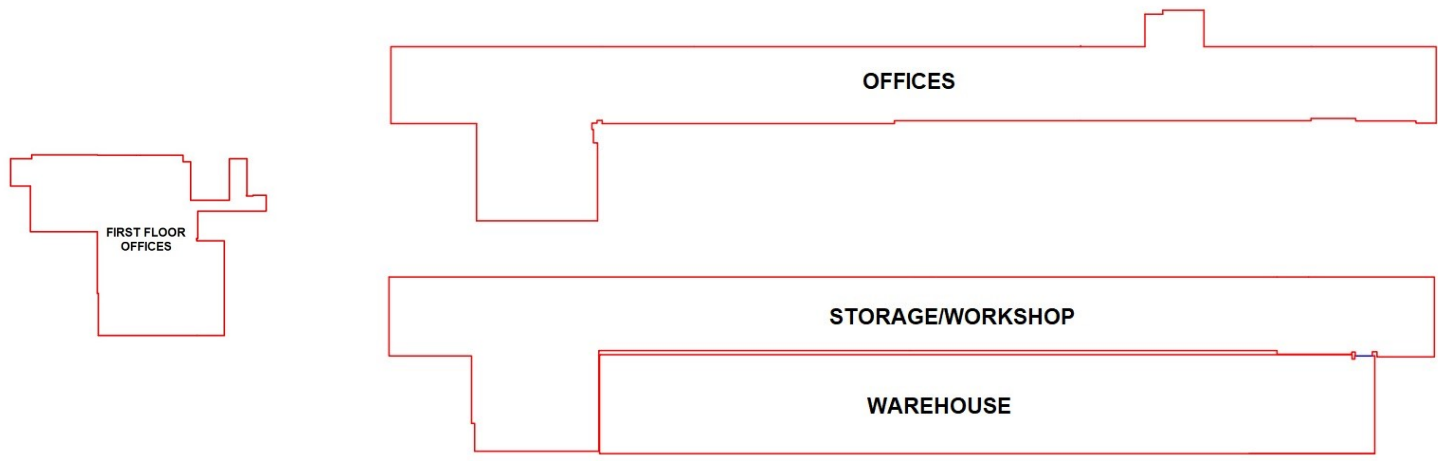 OFFICES
FIRST FLOOR
OFFICES
STORAGE/WORKSHOP
WAREHOUSE